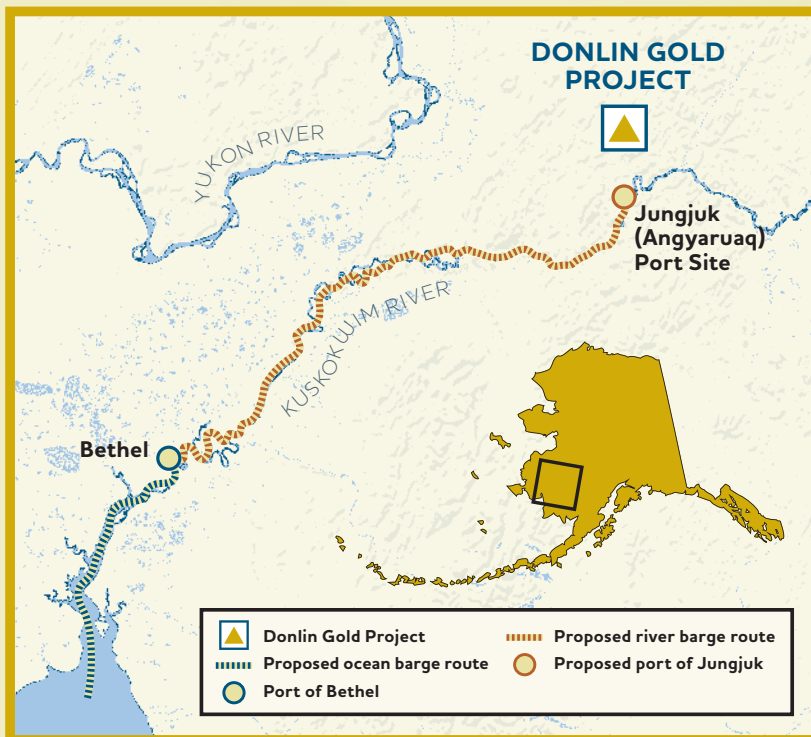 DONLIN GOLD
PROJECT
YUKON RIVER
Jungjuk
(Angyaruaq)
Port Site
KUSKOKWIM RIVER
Bethel
Donlin Gold Project
Proposed river barge route
Proposed ocean barge route
Proposed port of Jungjuk
Port of Bethel